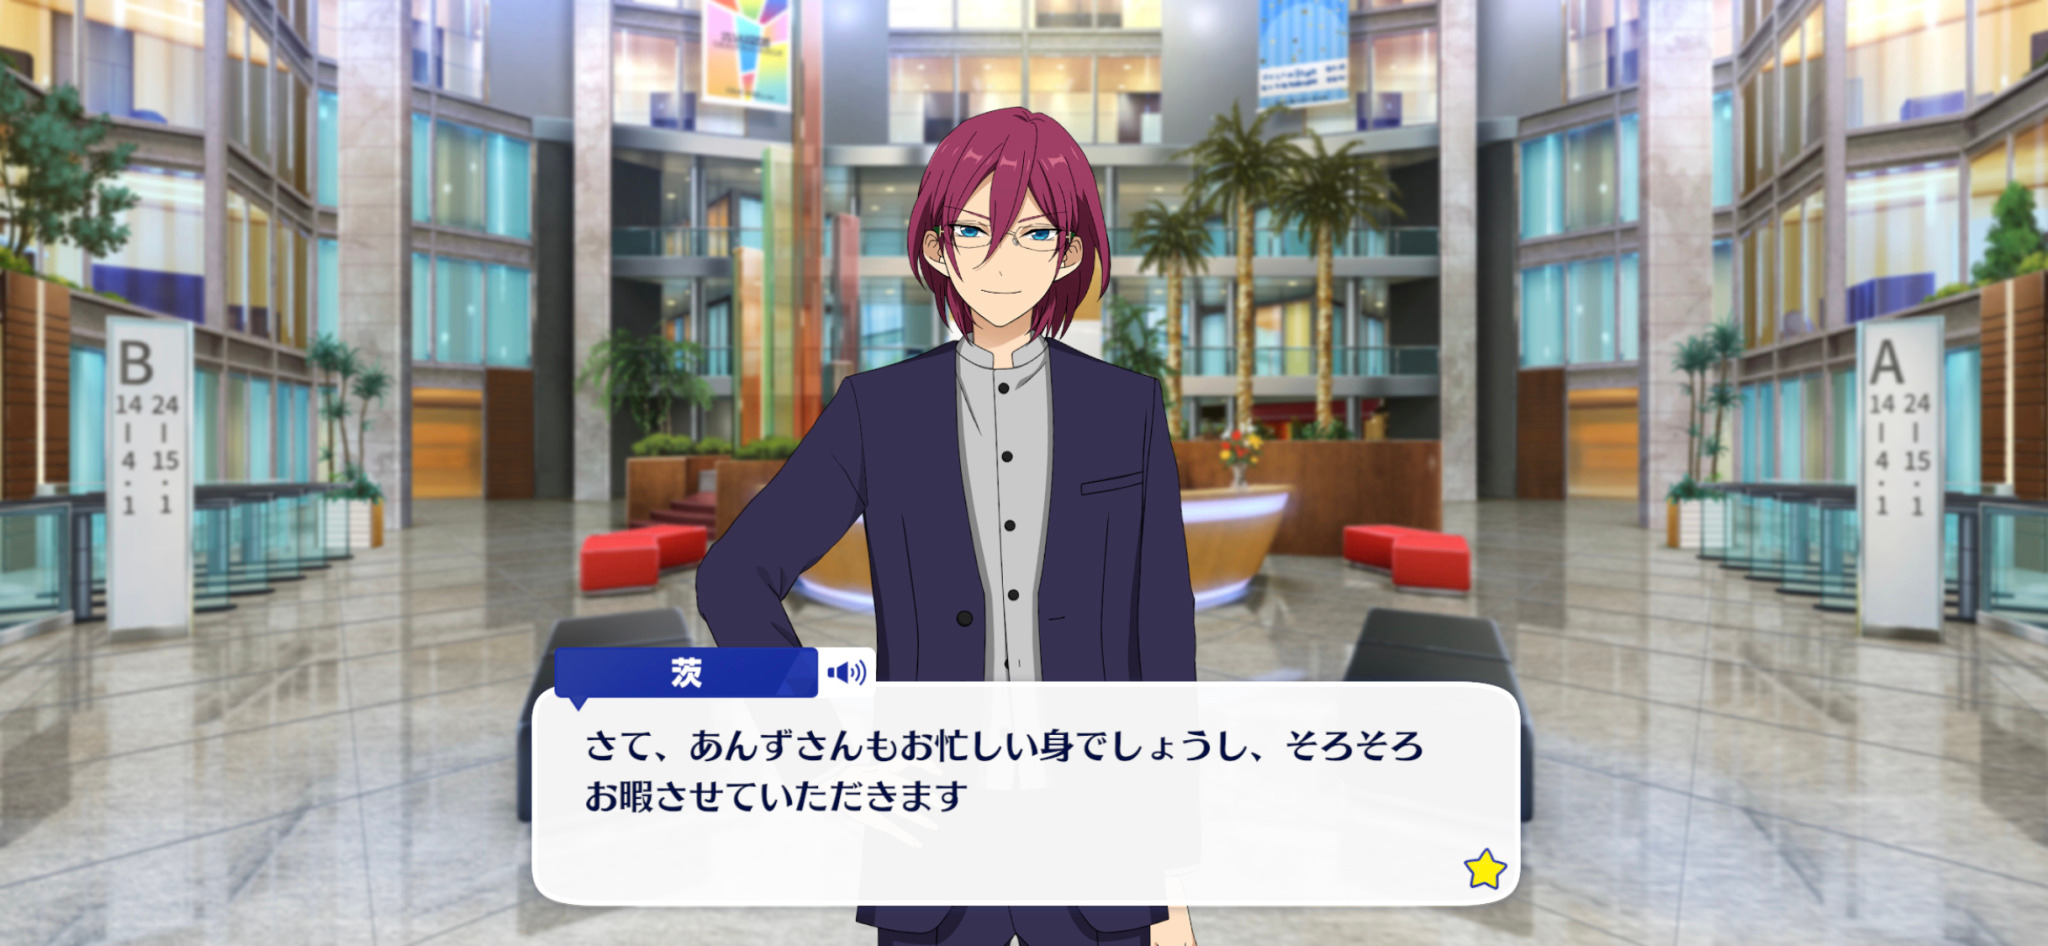 B
14 24
| |
4 15
・ ・
1 1
A
14 24
| |
4 15
・ ・
1 1
茨
さて、あんずさんもお忙しい身でしょうし、そろそろ
お暇させていただきます